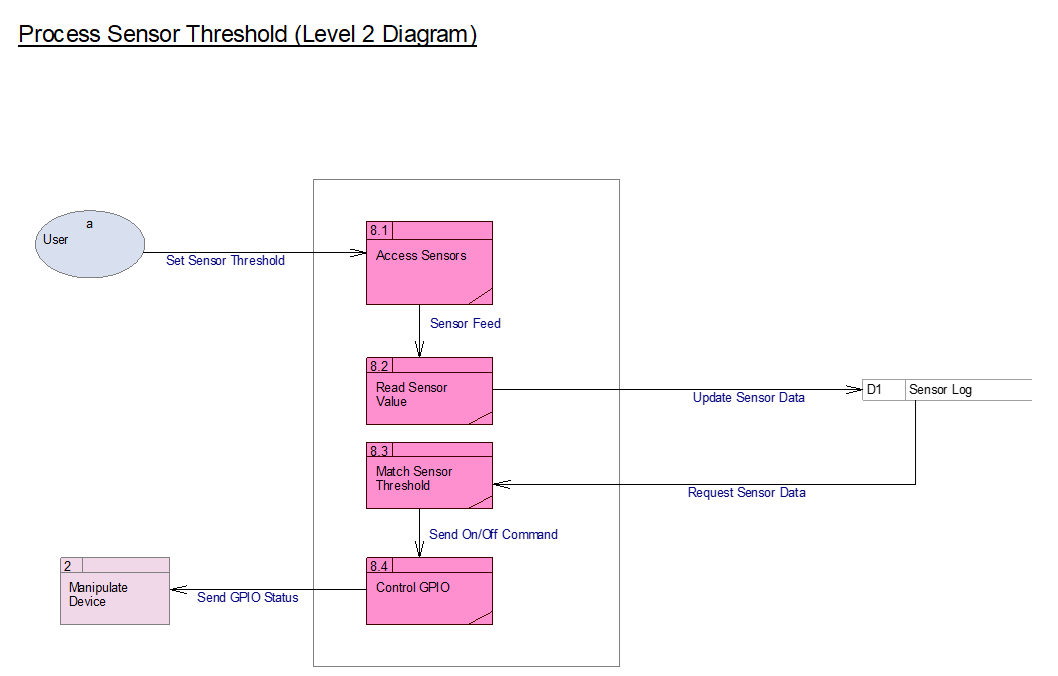 Process Sensor Threshold (Level 2 Diagram)
a
User
Set Sensor Threshold
8.1
Access Sensors
Sensor Feed
8.2
Read Sensor
Value
Update Sensor Data
D1
Sensor Log
8.3
Match Sensor
Threshold
Request Sensor Data
Send On/Off Command
8.4
Control GPIO
Send GPIO Status
2
Manipulate
Device